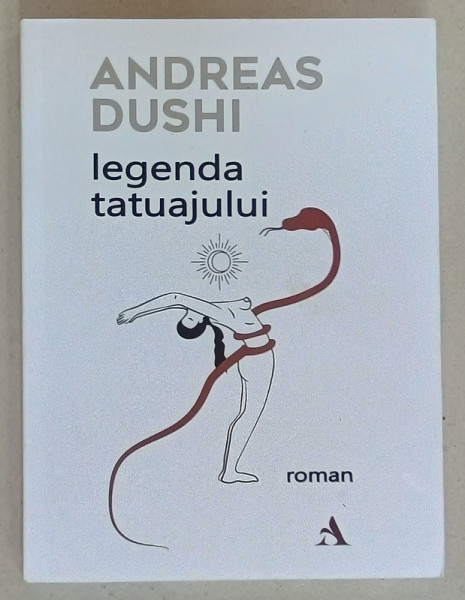 ANDREAS
DUSHI
legenda
tatuajului
roman